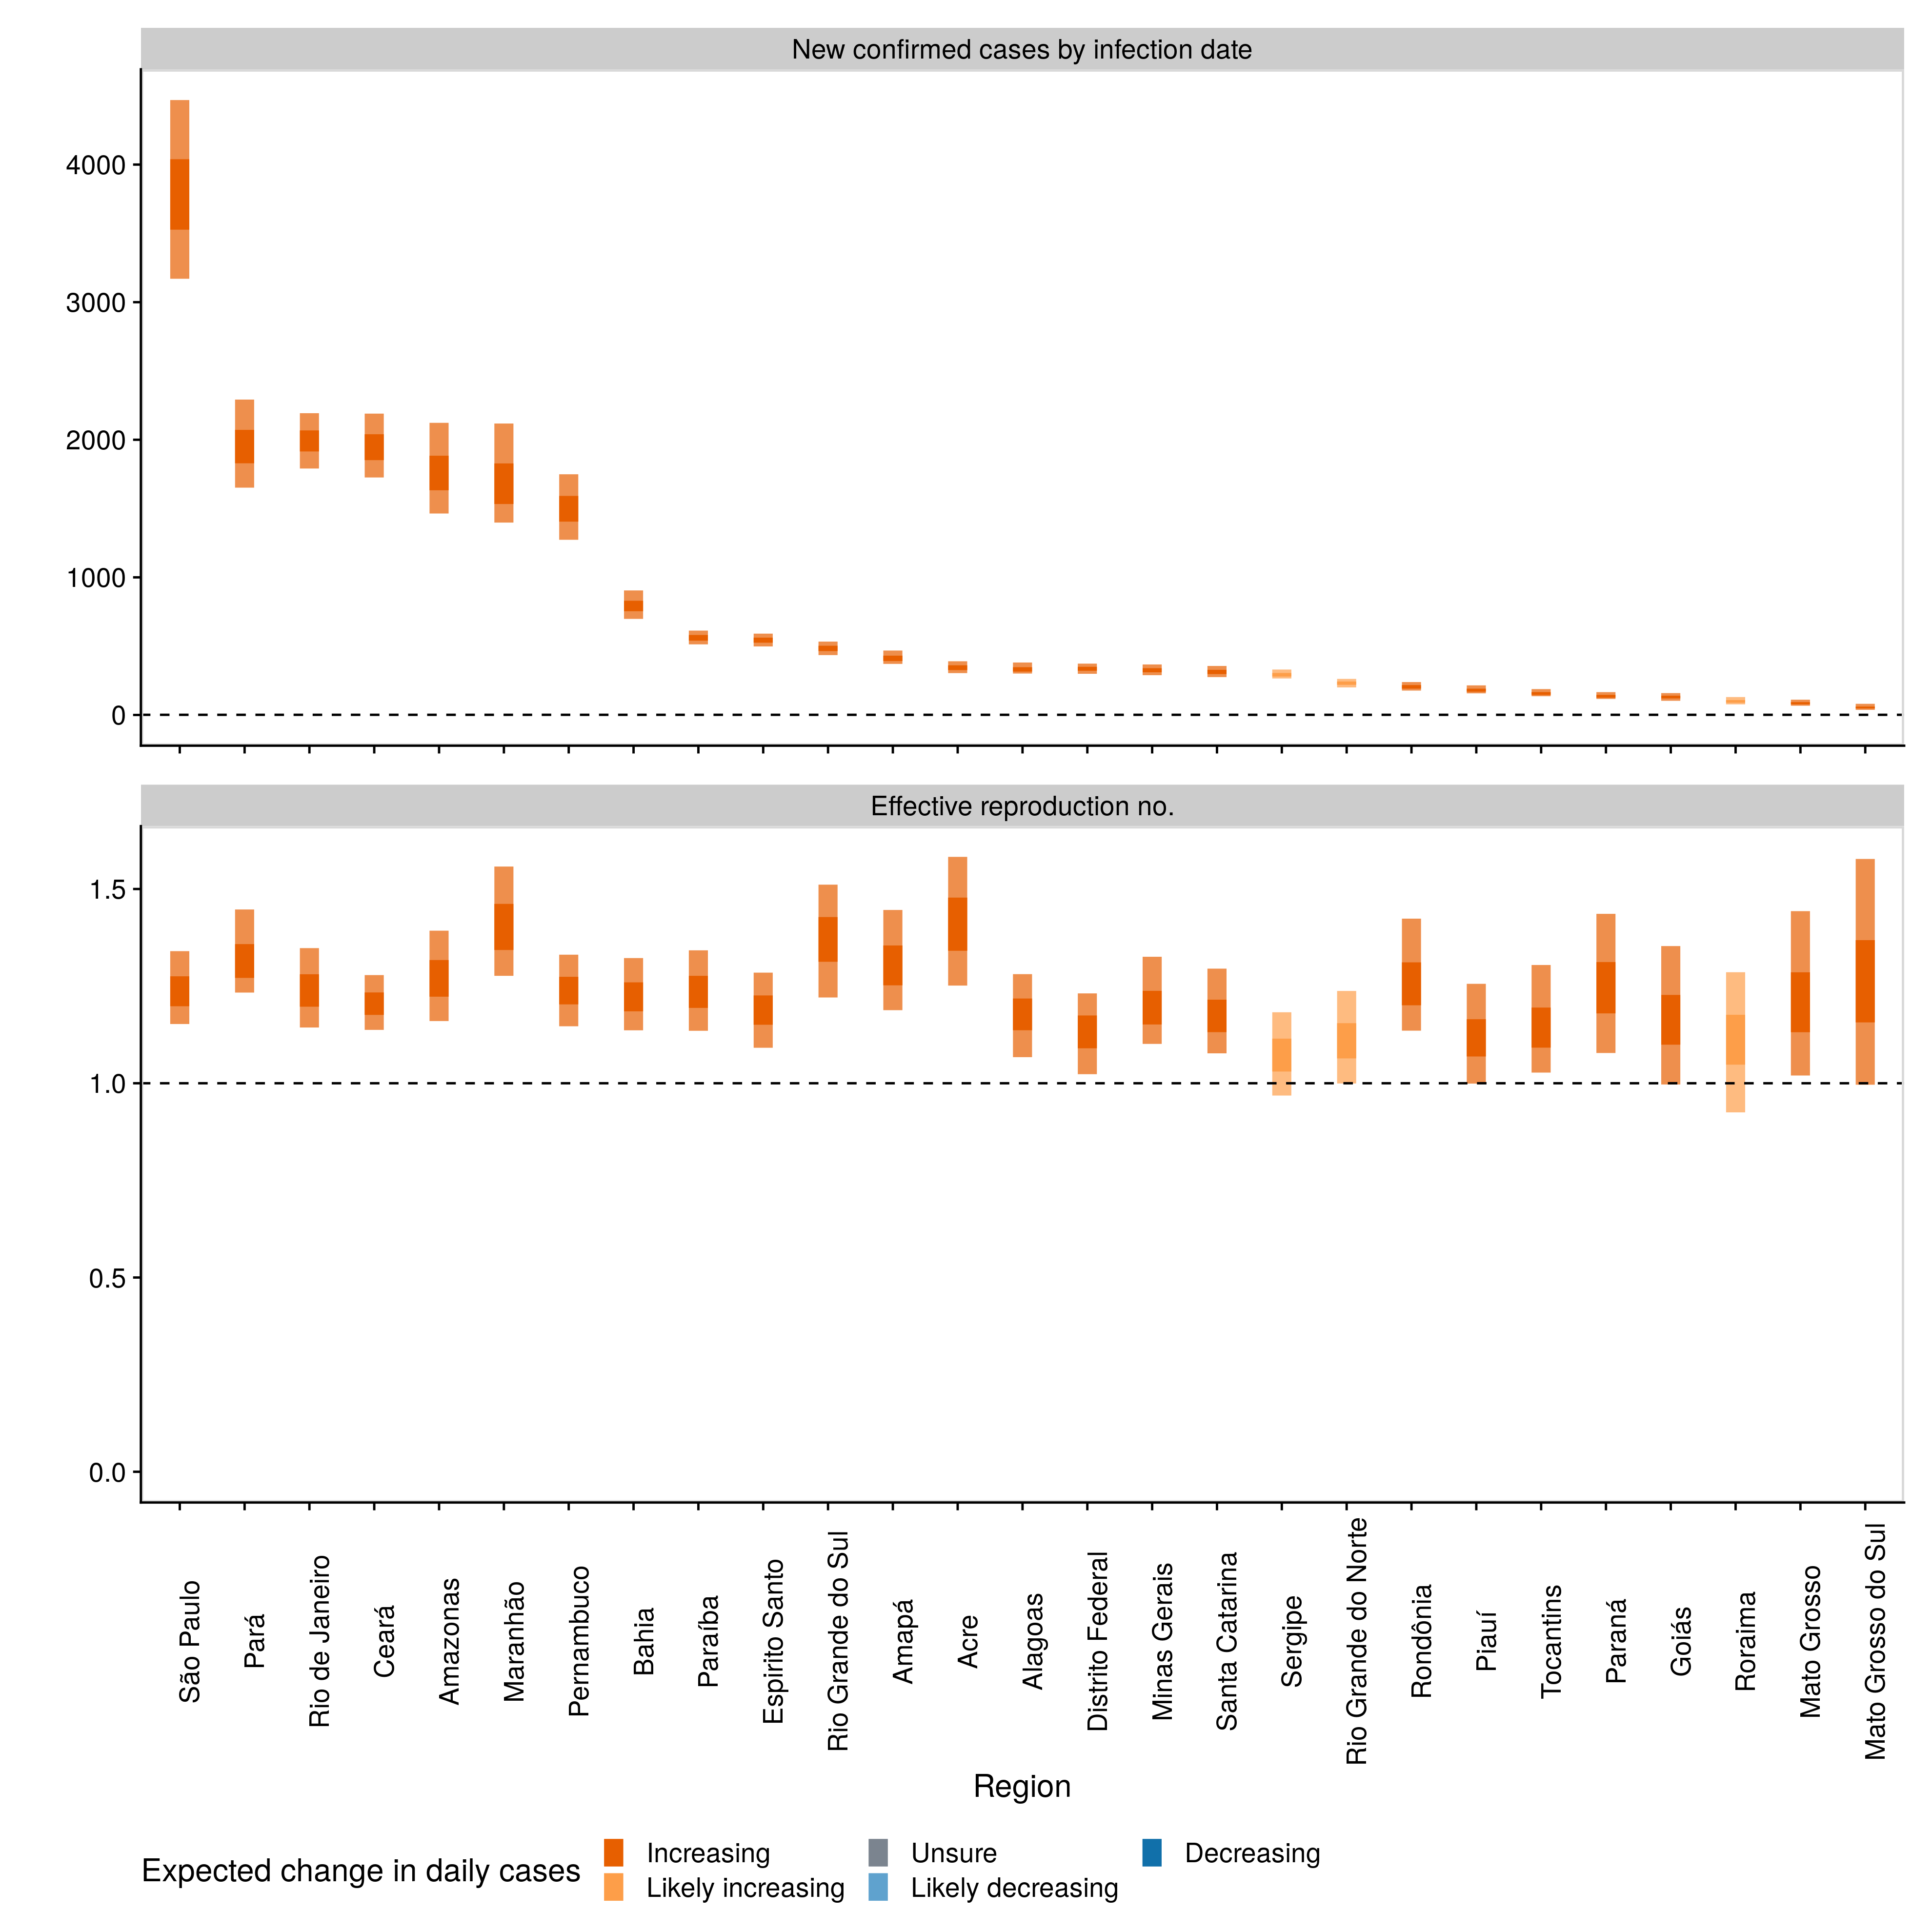 New confirmed cases by infection date
4000
3000
2000
1000
0
Effective reproduction no.
1.5
1.0
0.5
0.0
São Paulo
Pará
Rio de Janeiro
Ceará
Amazonas
Maranhão
Pernambuco
Bahia
Paraíba
Espirito Santo
Rio Grande do Sul
Amapá
Acre
Alagoas
Distrito Federal
Minas Gerais
Santa Catarina
Sergipe
Rio Grande do Norte
Rondônia
Piauí
Tocantins
Paraná
Goiás
Roraima
Mato Grosso
Mato Grosso do Sul
Region
Expected change in daily cases
Increasing
Likely increasing
Unsure
Likely decreasing
Decreasing